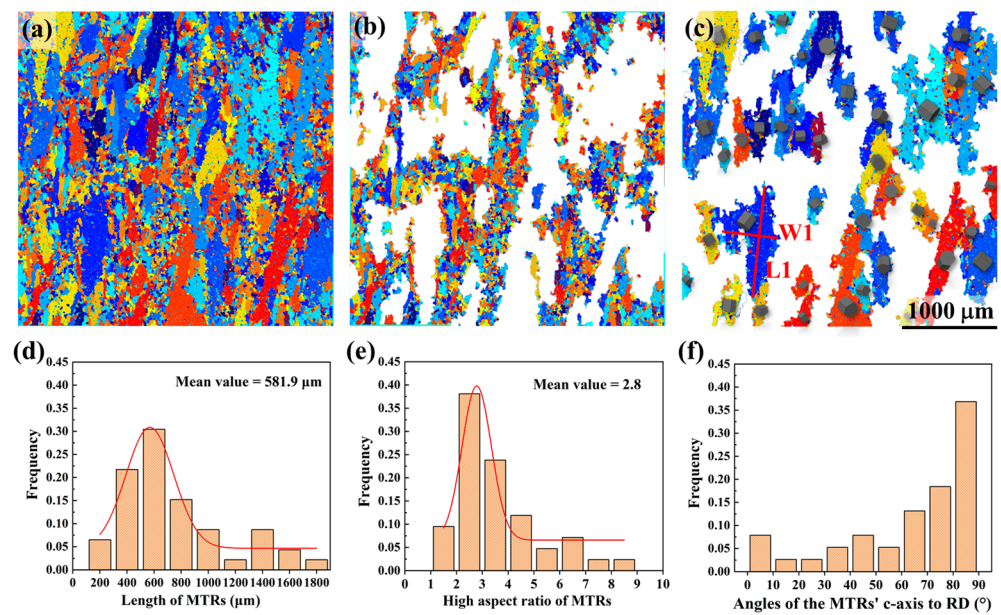 (a)
(b)
(c)
W1
L1
1000 μm
(d)
Mean value = 581.9 μm
Frequency
0.45
0.40
0.35
0.30
0.25
0.20
0.15
0.10
0.05
0.00
0 200 400 600 800 1000 1200 1400 1600 1800
Length of MTRs (μm)
(e)
Mean value = 2.8
Frequency
0.45
0.40
0.35
0.30
0.25
0.20
0.15
0.10
0.05
0.00
0 1 2 3 4 5 6 7 8 9 10
High aspect ratio of MTRs
(f)
Frequency
0.45
0.40
0.35
0.30
0.25
0.20
0.15
0.10
0.05
0.00
0 10 20 30 40 50 60 70 80 90
Angles of the MTRs' c-axis to RD (°)